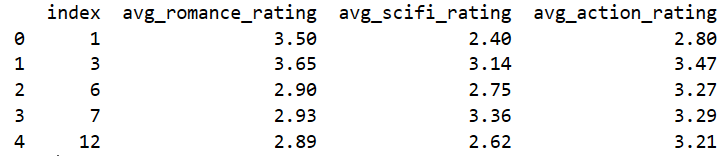 index avg_romance_rating avg_scifi_rating avg_action_rating
0 1 3.50 2.40 2.80
1 3 3.65 3.14 3.47
2 6 2.90 2.75 3.27
3 7 2.93 3.36 3.29
4 12 2.89 2.62 3.21